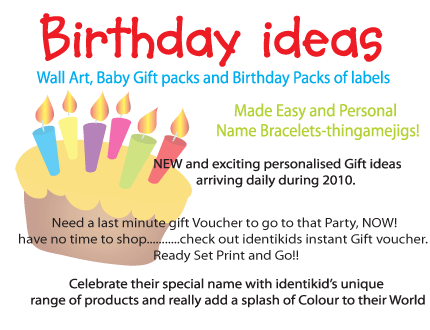 Birthday ideas
Wall Art, Baby Gift packs and Birthday Packs of labels
Made Easy and Personal
Name Bracelets-thingamejigs!
NEW and exciting personalised Gift ideas
arriving daily during 2010.
Need a last minute gift Voucher to go to that Party, NOW!
have no time to shop...........check out identikids instant Gift voucher.
Ready Set Print and Go!!
Celebrate their special name with identikid's unique
range of products and really add a splash of Colour to their World